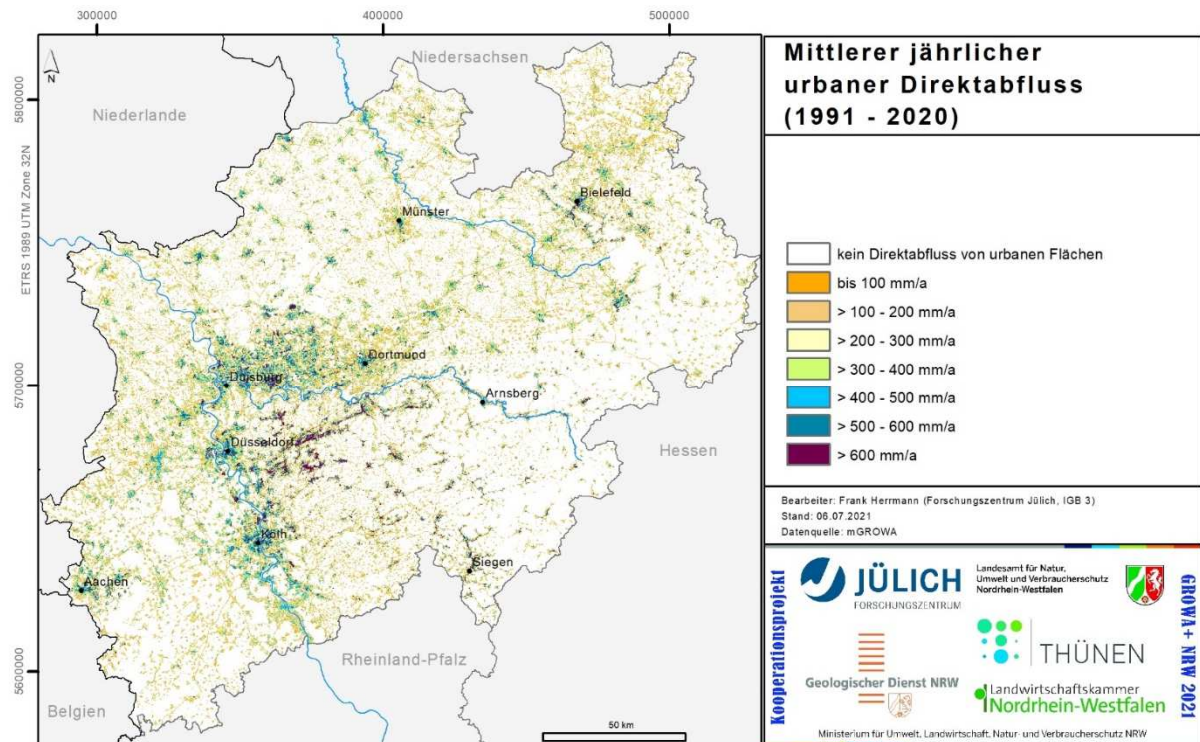 300000
400000
500000
5800000
5700000
5600000
ETRS 1989 UTM Zone 32N
N
Niedersachsen
Niederlande
Bielefeld
Münster
Dortmund
Duisburg
Arnsberg
Düsseldorf
Hessen
Köln
Siegen
Aachen
Rheinland-Pfalz
Belgien
50 km
Mittlerer jährlicher
urbaner Direktabfluss
(1991 - 2020)
kein Direktabfluss von urbanen Flächen
bis 100 mm/a
> 100 - 200 mm/a
> 200 - 300 mm/a
> 300 - 400 mm/a
> 400 - 500 mm/a
> 500 - 600 mm/a
> 600 mm/a
Bearbeiter: Frank Herrmann (Forschungszentrum Jülich, IGB 3)
Stand: 06.07.2021
Datenquelle: mGROWA
Kooperationsprojekt
JÜLICH
FORSCHUNGSZENTRUM
Landesamt für Natur,
Umwelt und Verbraucherschutz
Nordrhein-Westfalen
Geologischer Dienst NRW
THÜNEN
Landwirtschaftskammer
Nordrhein-Westfalen
GROWA + NRW 2021
Ministerium für Umwelt, Landwirtschaft, Natur- und Verbraucherschutz NRW